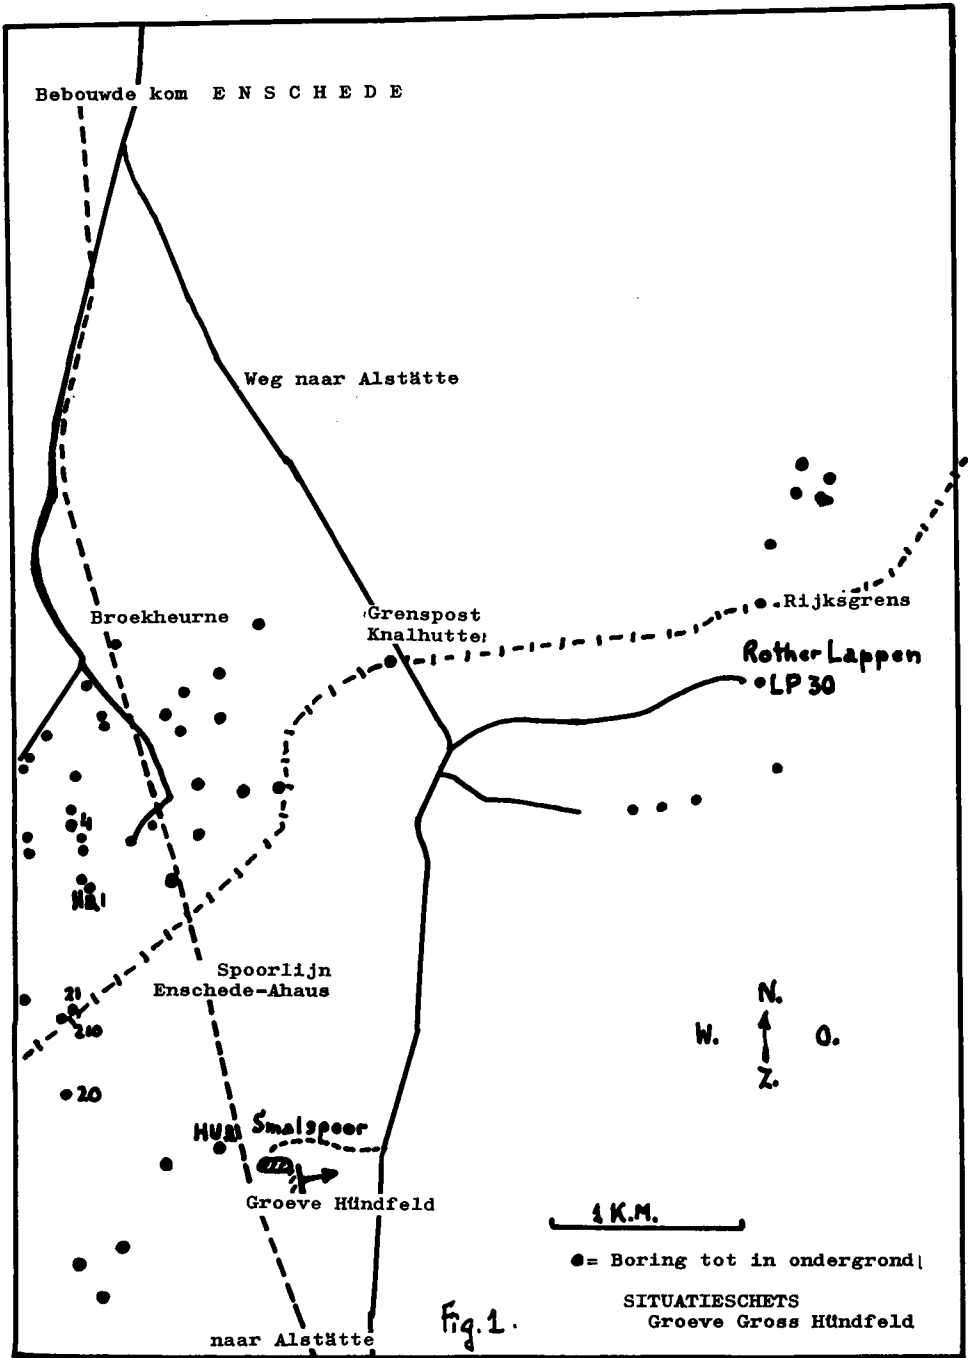 Bebouwde kom E N S C H E D E
Weg naar Alstätte
Broekheurne
Grenspost
Knalhutte
Rijksgrens
Rother Lappen
LP 30
4
Spoorlijn
Enschede-Ahaus
21
210
20
N.
W. O.
Z.
Smalspoor
Groeve Hündfeld
1 K.M.
= Boring tot in ondergrond
SITUATIESCHETS
Groeve Gross Hündfeld
Fig. 1.
naar Alstätte